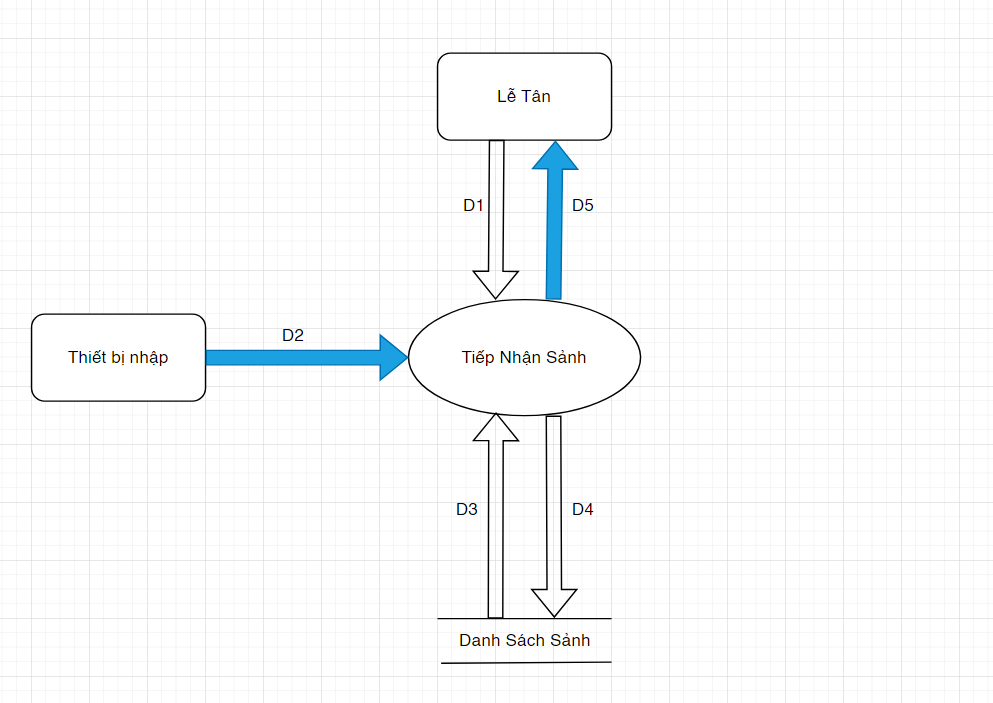 Lễ Tân
D1
D5
D2
Thiết bị nhập
Tiếp Nhận Sảnh
D3
D4
Danh Sách Sảnh